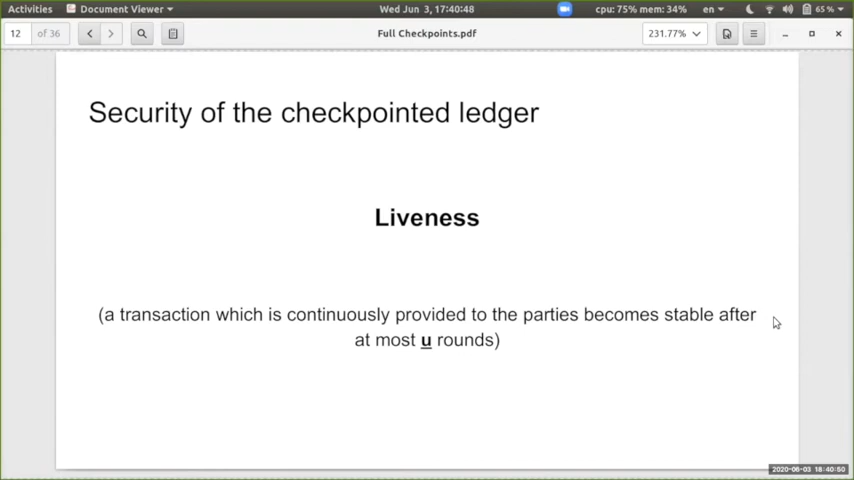 Activities Document Viewer Wed Jun 3, 17:40:48 cpu: 75% mem: 34% en 65 %
12 of 36 Full Checkpoints.pdf 231.77%
Security of the checkpointed ledger
Liveness
(a transaction which is continuously provided to the parties becomes stable after
at most u rounds)
2020-06-03 18:40:50